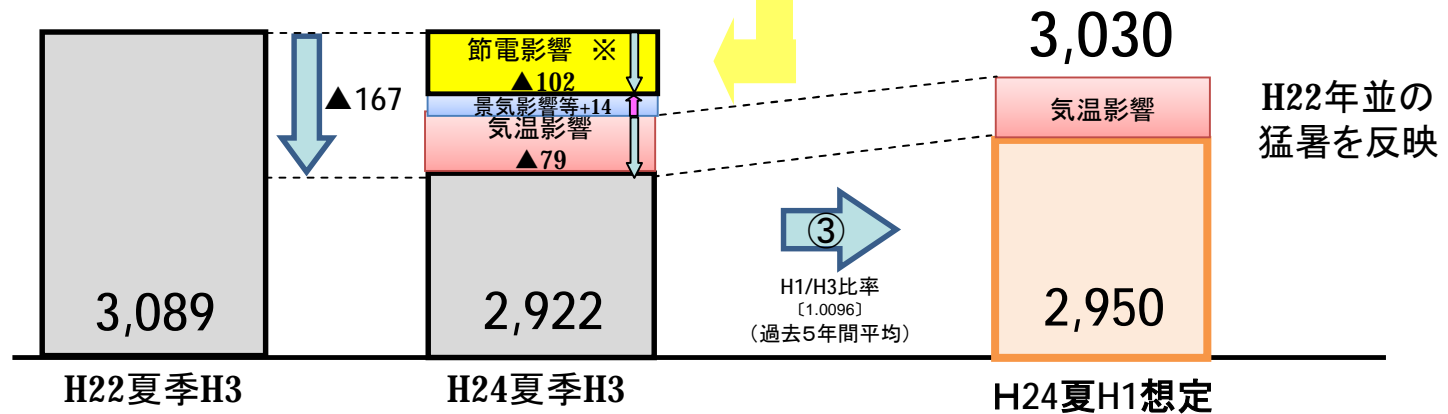 3,030
節電影響 ※
▲102
▲167
景気影響等+14
気温影響
▲79
気温影響
H22年並の
猛暑を反映
③
H1/H3比率
〔1.0096〕
（過去５年間平均）
3,089
2,922
2,950
H22夏季H3
H24夏季H3
H24夏H1想定